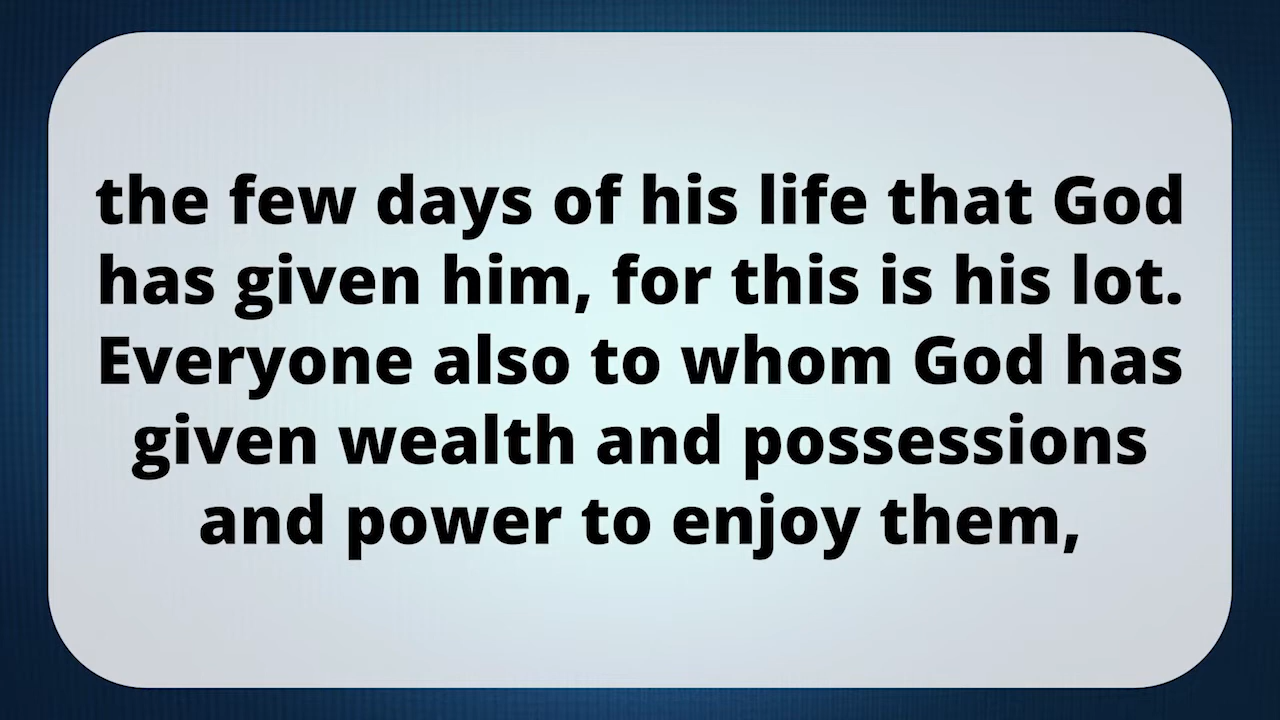 the few days of his life that God
has given him, for this is his lot.
Everyone also to whom God has
given wealth and possessions
and power to enjoy them,